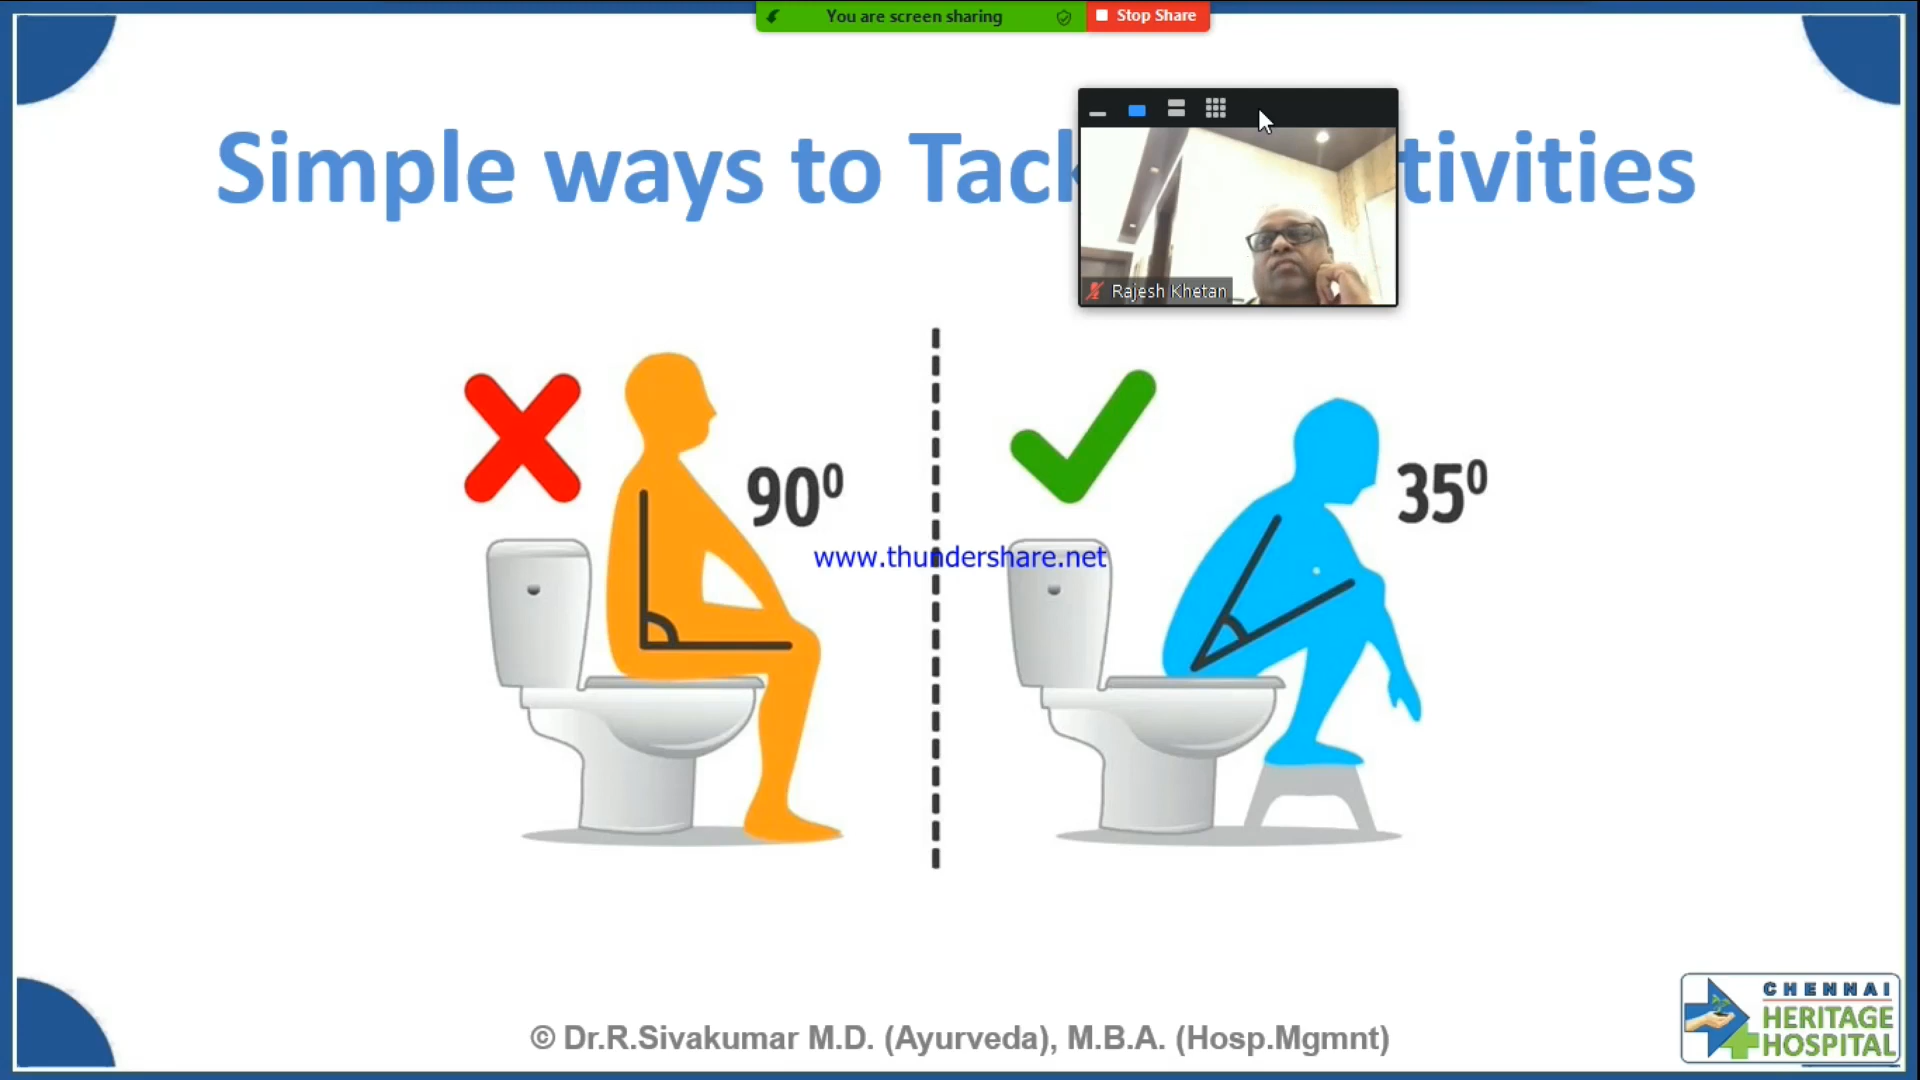 You are screen sharing
Stop Share
Simple ways to Tack tivities
Rajesh Khetan
90⁰
35⁰
www.thundershare.net
© Dr.R.Sivakumar M.D. (Ayurveda), M.B.A. (Hosp.Mgmnt)
CHENNAI
HERITAGE
HOSPITAL